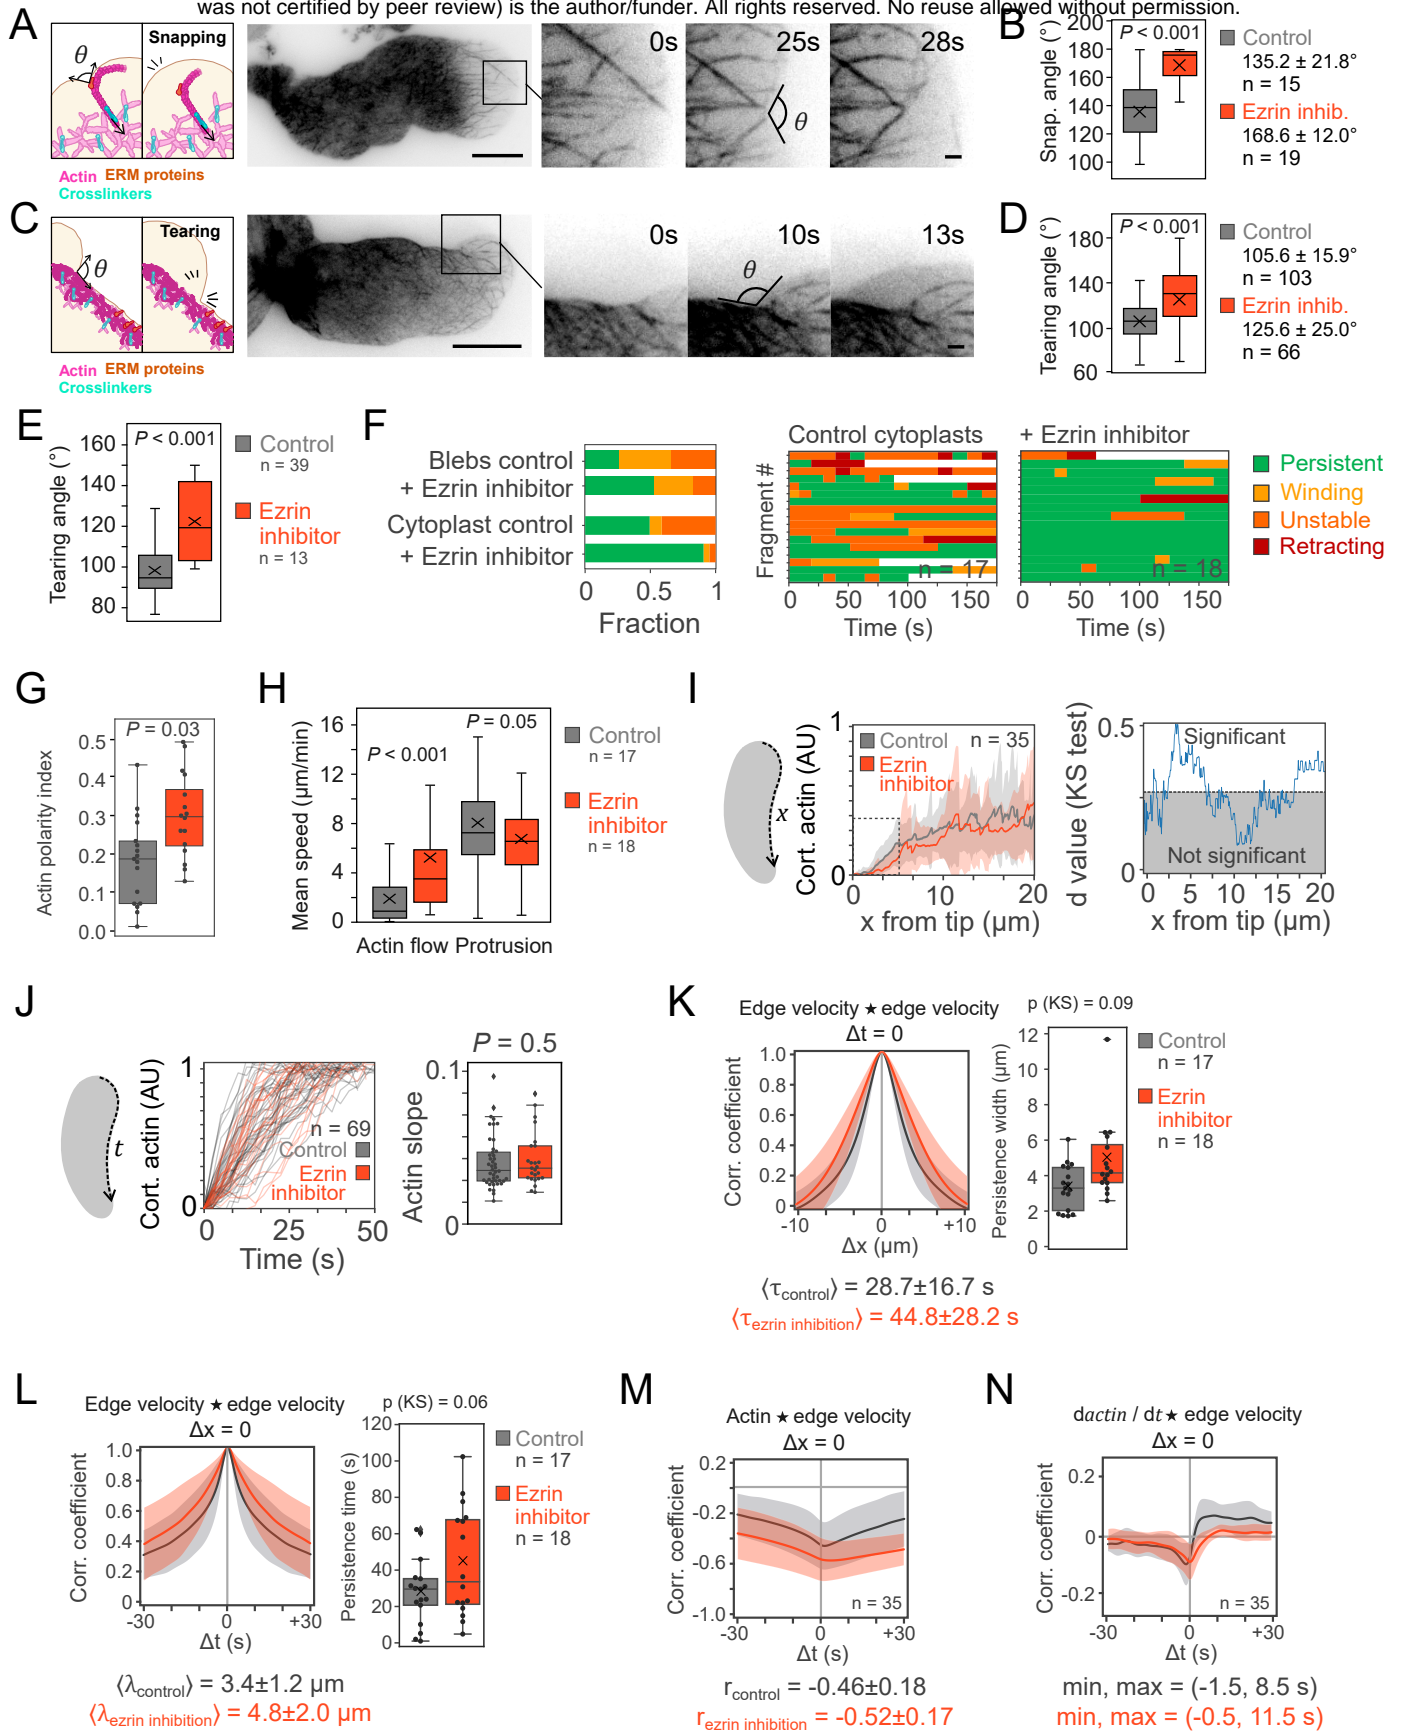 was not certified by peer review) is the author/funder. All rights reserved. No reuse allowed without permission.
A
θ
Snapping
Actin ERM proteins
Crosslinkers
0s
25s
θ
28s
B
Snap. angle (°)
200
180
160
140
120
100
P < 0.001
Control
135.2 ± 21.8°
n = 15
Ezrin inhib.
168.6 ± 12.0°
n = 19
C
θ
Tearing
Actin ERM proteins
Crosslinkers
0s
10s
θ
13s
D
Tearing angle (°)
180
140
100
60
P < 0.001
Control
105.6 ± 15.9°
n = 103
Ezrin inhib.
125.6 ± 25.0°
n = 66
E
Tearing angle (°)
160
140
120
100
80
P < 0.001
Control
n = 39
Ezrin
inhibitor
n = 13
F
Blebs control
+ Ezrin inhibitor
Cytoplast control
+ Ezrin inhibitor
0 0.5 1
Fraction
Control cytoplasts
Fragment #
n = 17
0 50 100 150
Time (s)
+ Ezrin inhibitor
n = 18
0 50 100 150
Time (s)
Persistent
Winding
Unstable
Retracting
G
Actin polarity index
0.5
0.4
0.3
0.2
0.1
0.0
P = 0.03
H
Mean speed (µm/min)
16
12
8
4
0
P < 0.001
P = 0.05
Actin flow Protrusion
Control
n = 17
Ezrin
inhibitor
n = 18
I
x
Cort. actin (AU)
1
0
Control
n = 35
Ezrin
inhibitor
0 10 20
x from tip (µm)
d value (KS test)
0.5
0
Significant
Not significant
0 5 10 15 20
x from tip (µm)
J
t
Cort. actin (AU)
1
0
n = 69
Control
Ezrin
inhibitor
0 25 50
Time (s)
P = 0.5
Actin slope
0.1
0
K
Edge velocity ★ edge velocity
Δt = 0
Corr. coefficient
1.0
0.8
0.6
0.4
0.2
0
-10 0 +10
Δx (µm)
p (KS) = 0.09
Persistence width (µm)
12
10
8
6
4
2
0
Control
n = 17
Ezrin
inhibitor
n = 18
⟨τcontrol⟩ = 28.7±16.7 s
⟨τezrin inhibition⟩ = 44.8±28.2 s
L
Edge velocity ★ edge velocity
Δx = 0
Corr. coefficient
1.0
0.8
0.6
0.4
0.2
0
-30 0 +30
Δt (s)
p (KS) = 0.06
Persistence time (s)
120
100
80
60
40
20
0
Control
n = 17
Ezrin
inhibitor
n = 18
⟨λcontrol⟩ = 3.4±1.2 µm
⟨λezrin inhibition⟩ = 4.8±2.0 µm
M
Actin ★ edge velocity
Δx = 0
Corr. coefficient
0.2
-0.2
-0.6
-1.0
n = 35
-30 0 +30
Δt (s)
rcontrol = -0.46±0.18
rezrin inhibition = -0.52±0.17
N
dactin / dt ★ edge velocity
Δx = 0
Corr. coefficient
0.2
0
-0.2
n = 35
-30 0 +30
Δt (s)
min, max = (-1.5, 8.5 s)
min, max = (-0.5, 11.5 s)